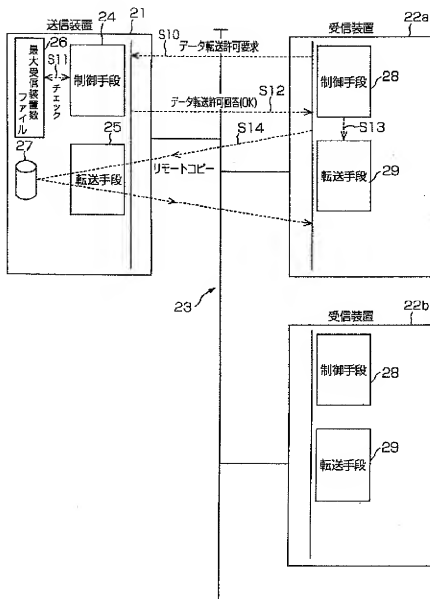 送信装置
21
26
24
最大受信装置数
ファイル
S11
チェック
制御手段
27
25
転送手段
S10
データ転送許可要求
S12
データ転送許可回答(OK)
S14
リモートコピー
23
受信装置
22a
制御手段
28
S13
転送手段
29
受信装置
22b
制御手段
28
転送手段
29